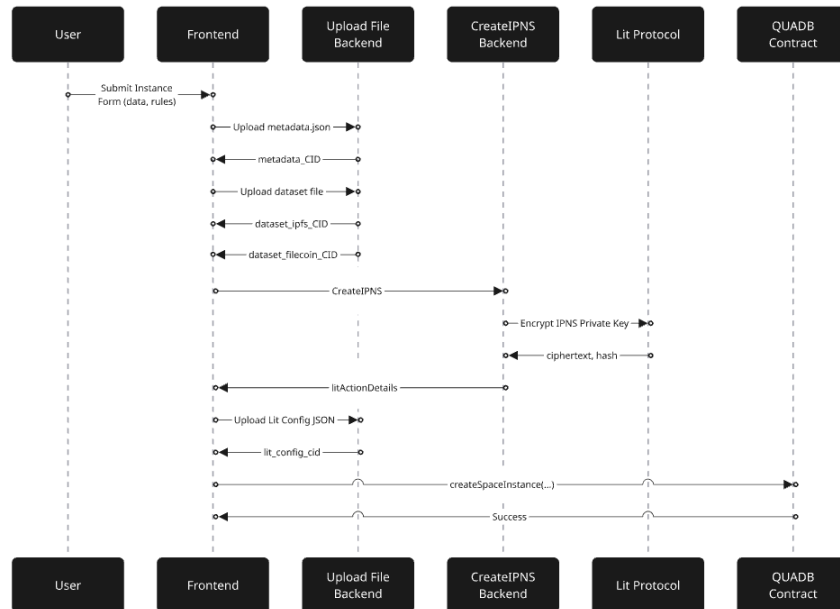 User
Frontend
Upload File
Backend
CreateIPNS
Backend
Lit Protocol
QUADB
Contract
Submit Instance
Form (data, rules)
Upload metadata.json
metadata_CID
Upload dataset file
dataset_ipfs_CID
dataset_filecoin_CID
CreateIPNS
Encrypt IPNS Private Key
ciphertext, hash
litActionDetails
Upload Lit Config JSON
lit_config_cid
createSpaceInstance(...)
Success
User
Frontend
Upload File
Backend
CreateIPNS
Backend
Lit Protocol
QUADB
Contract